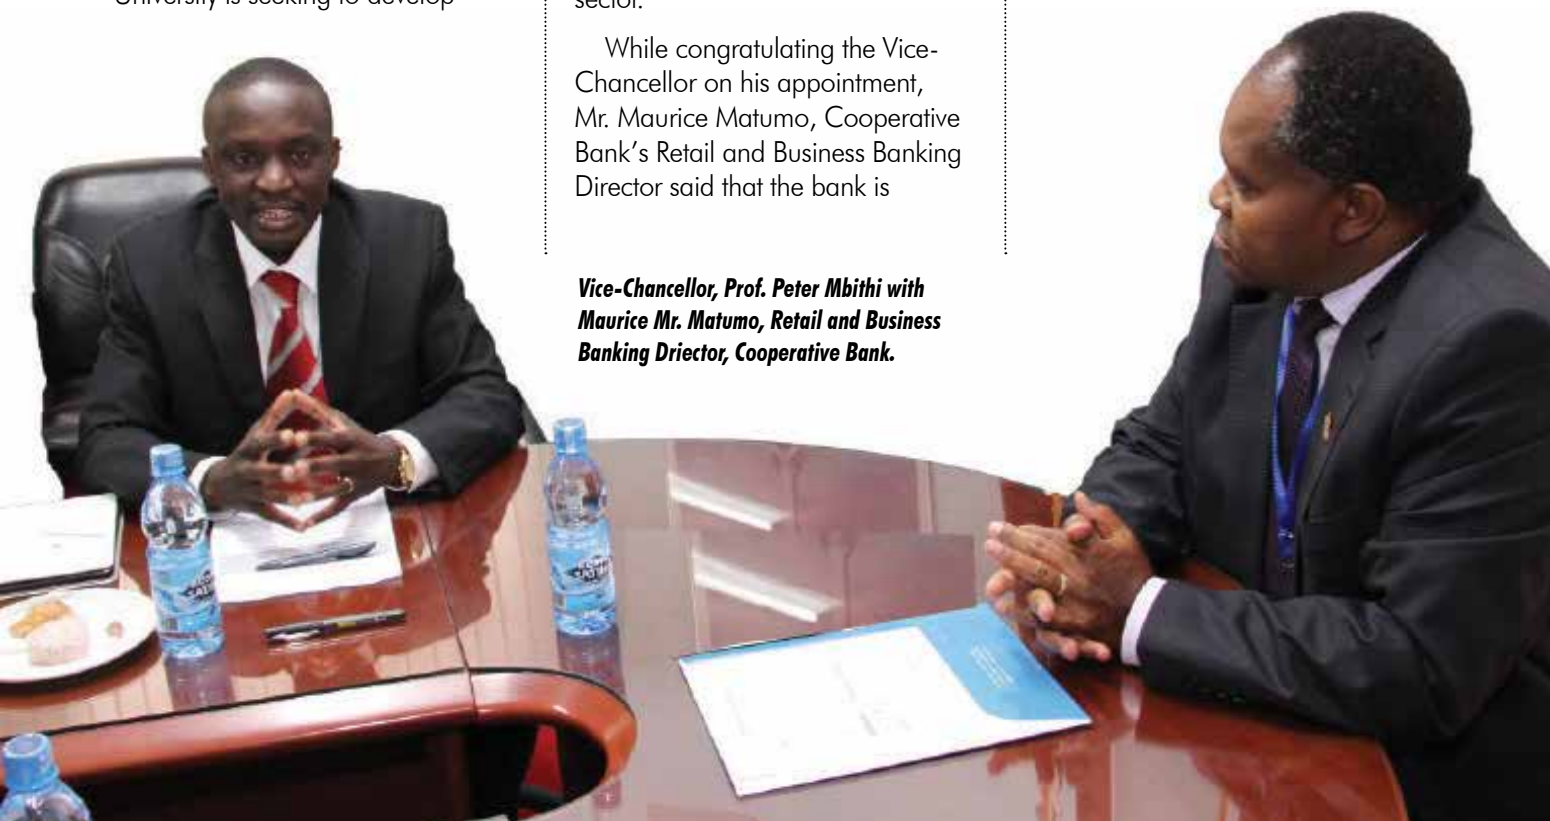 University is seeking to develop
sector.
While congratulating the Vice-
Chancellor on his appointment,
Mr. Maurice Matumo, Cooperative
Bank's Retail and Business Banking
Director said that the bank is
Vice-Chancellor, Prof. Peter Mbithi with
Maurice Mr. Matumo, Retail and Business
Banking Driector, Cooperative Bank.